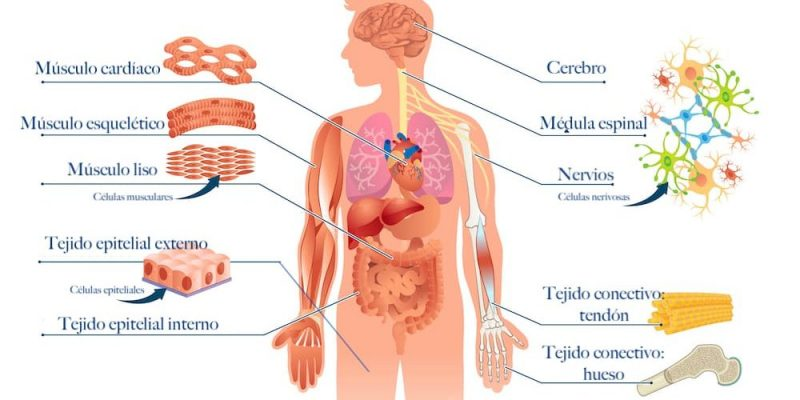 Músculo cardíaco
Músculo esquelético
Músculo liso
Células musculares
Tejido epitelial externo
Células epiteliales
Tejido epitelial interno
Cerebro
Médula espinal
Nervios
Células nerviosas
Tejido conectivo:
tendón
Tejido conectivo:
hueso